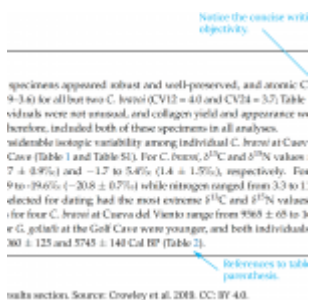 Notice the concise writi
objectivity.
specimens appeared robust and well-preserved, and atomic C
9–3.6) for all but two C. bravoi (CV12 = 4.0 and CV24 = 3.7; Table
viduals were not unusual, and collagen yield and appearance w
herefore, included both of these specimens in all analyses.
nsiderable isotopic variability among individual C. bravoi at Cuev
Cave (Table 1 and Table S1). For C. bravoi, δ13C and δ15N values
7 ± 0.9‰) and −1.7 to 5.4‰ (1.4 ± 1.5‰), respectively. For
to -19.6‰ (−20.8 ± 0.7‰) while nitrogen ranged from 3.3 to 1
elected for dating had the most extreme δ13C and δ15N values
for four C. bravoi at Cueva del Viento range from 9565 ± 65 to
G. goliah at the Golf Cave were younger, and both individuals
± 125 and 5745 ± 140 Cal BP (Table 2).
References to table
parenthesis.
esults section. Source: Crowley et al. 2018. CC: BY 4.0.